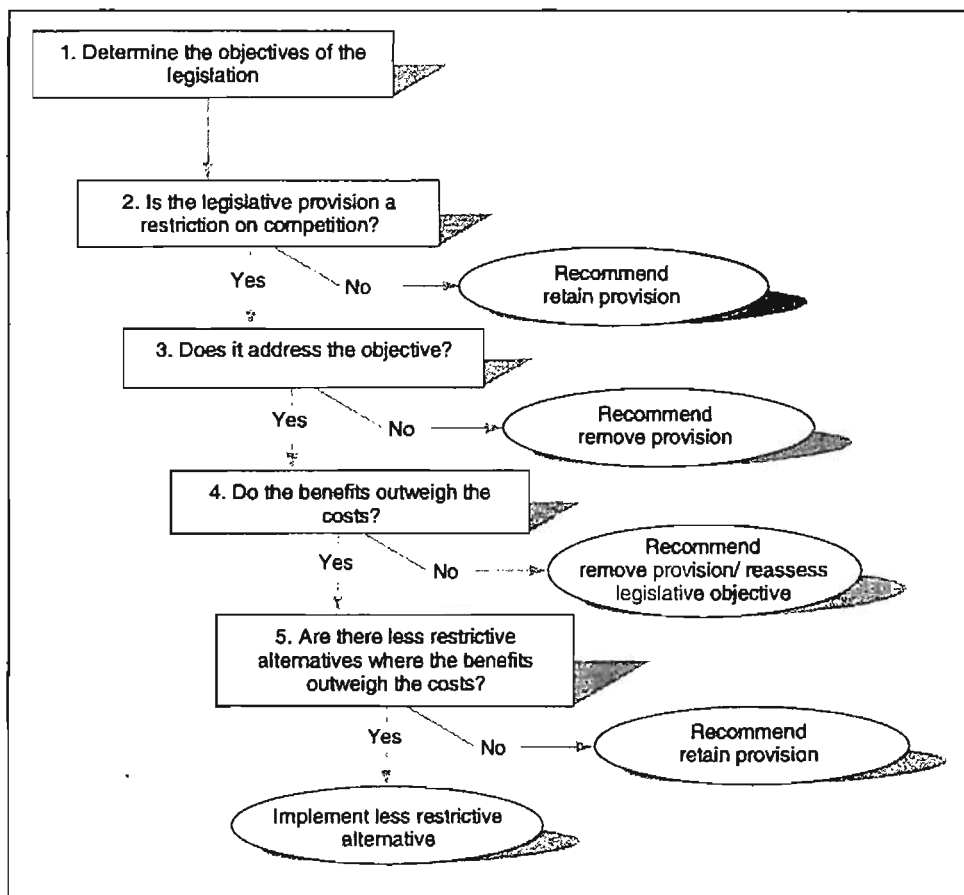 1. Determine the objectives of the
legislation
2. Is the legislative provision a
restriction on competition?
Yes
No
Recommend
retain provision
3. Does it address the objective?
Yes
No
Recommend
remove provision
4. Do the benefits outweigh the
costs?
Yes
No
Recommend
remove provision/ reassess
legislative objective
5. Are there less restrictive
alternatives where the benefits
outweigh the costs?
Yes
No
Recommend
retain provision
Implement less restrictive
alternative